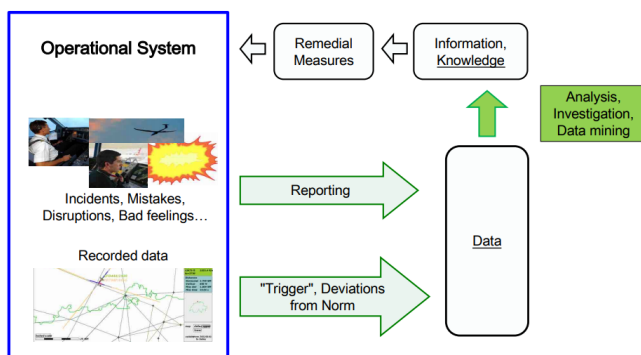 Operational System
Remedial
Measures
Information,
Knowledge
Analysis,
Investigation,
Data mining
Incidents, Mistakes,
Disruptions, Bad feelings…
Reporting
Data
Recorded data
"Trigger", Deviations
from Norm